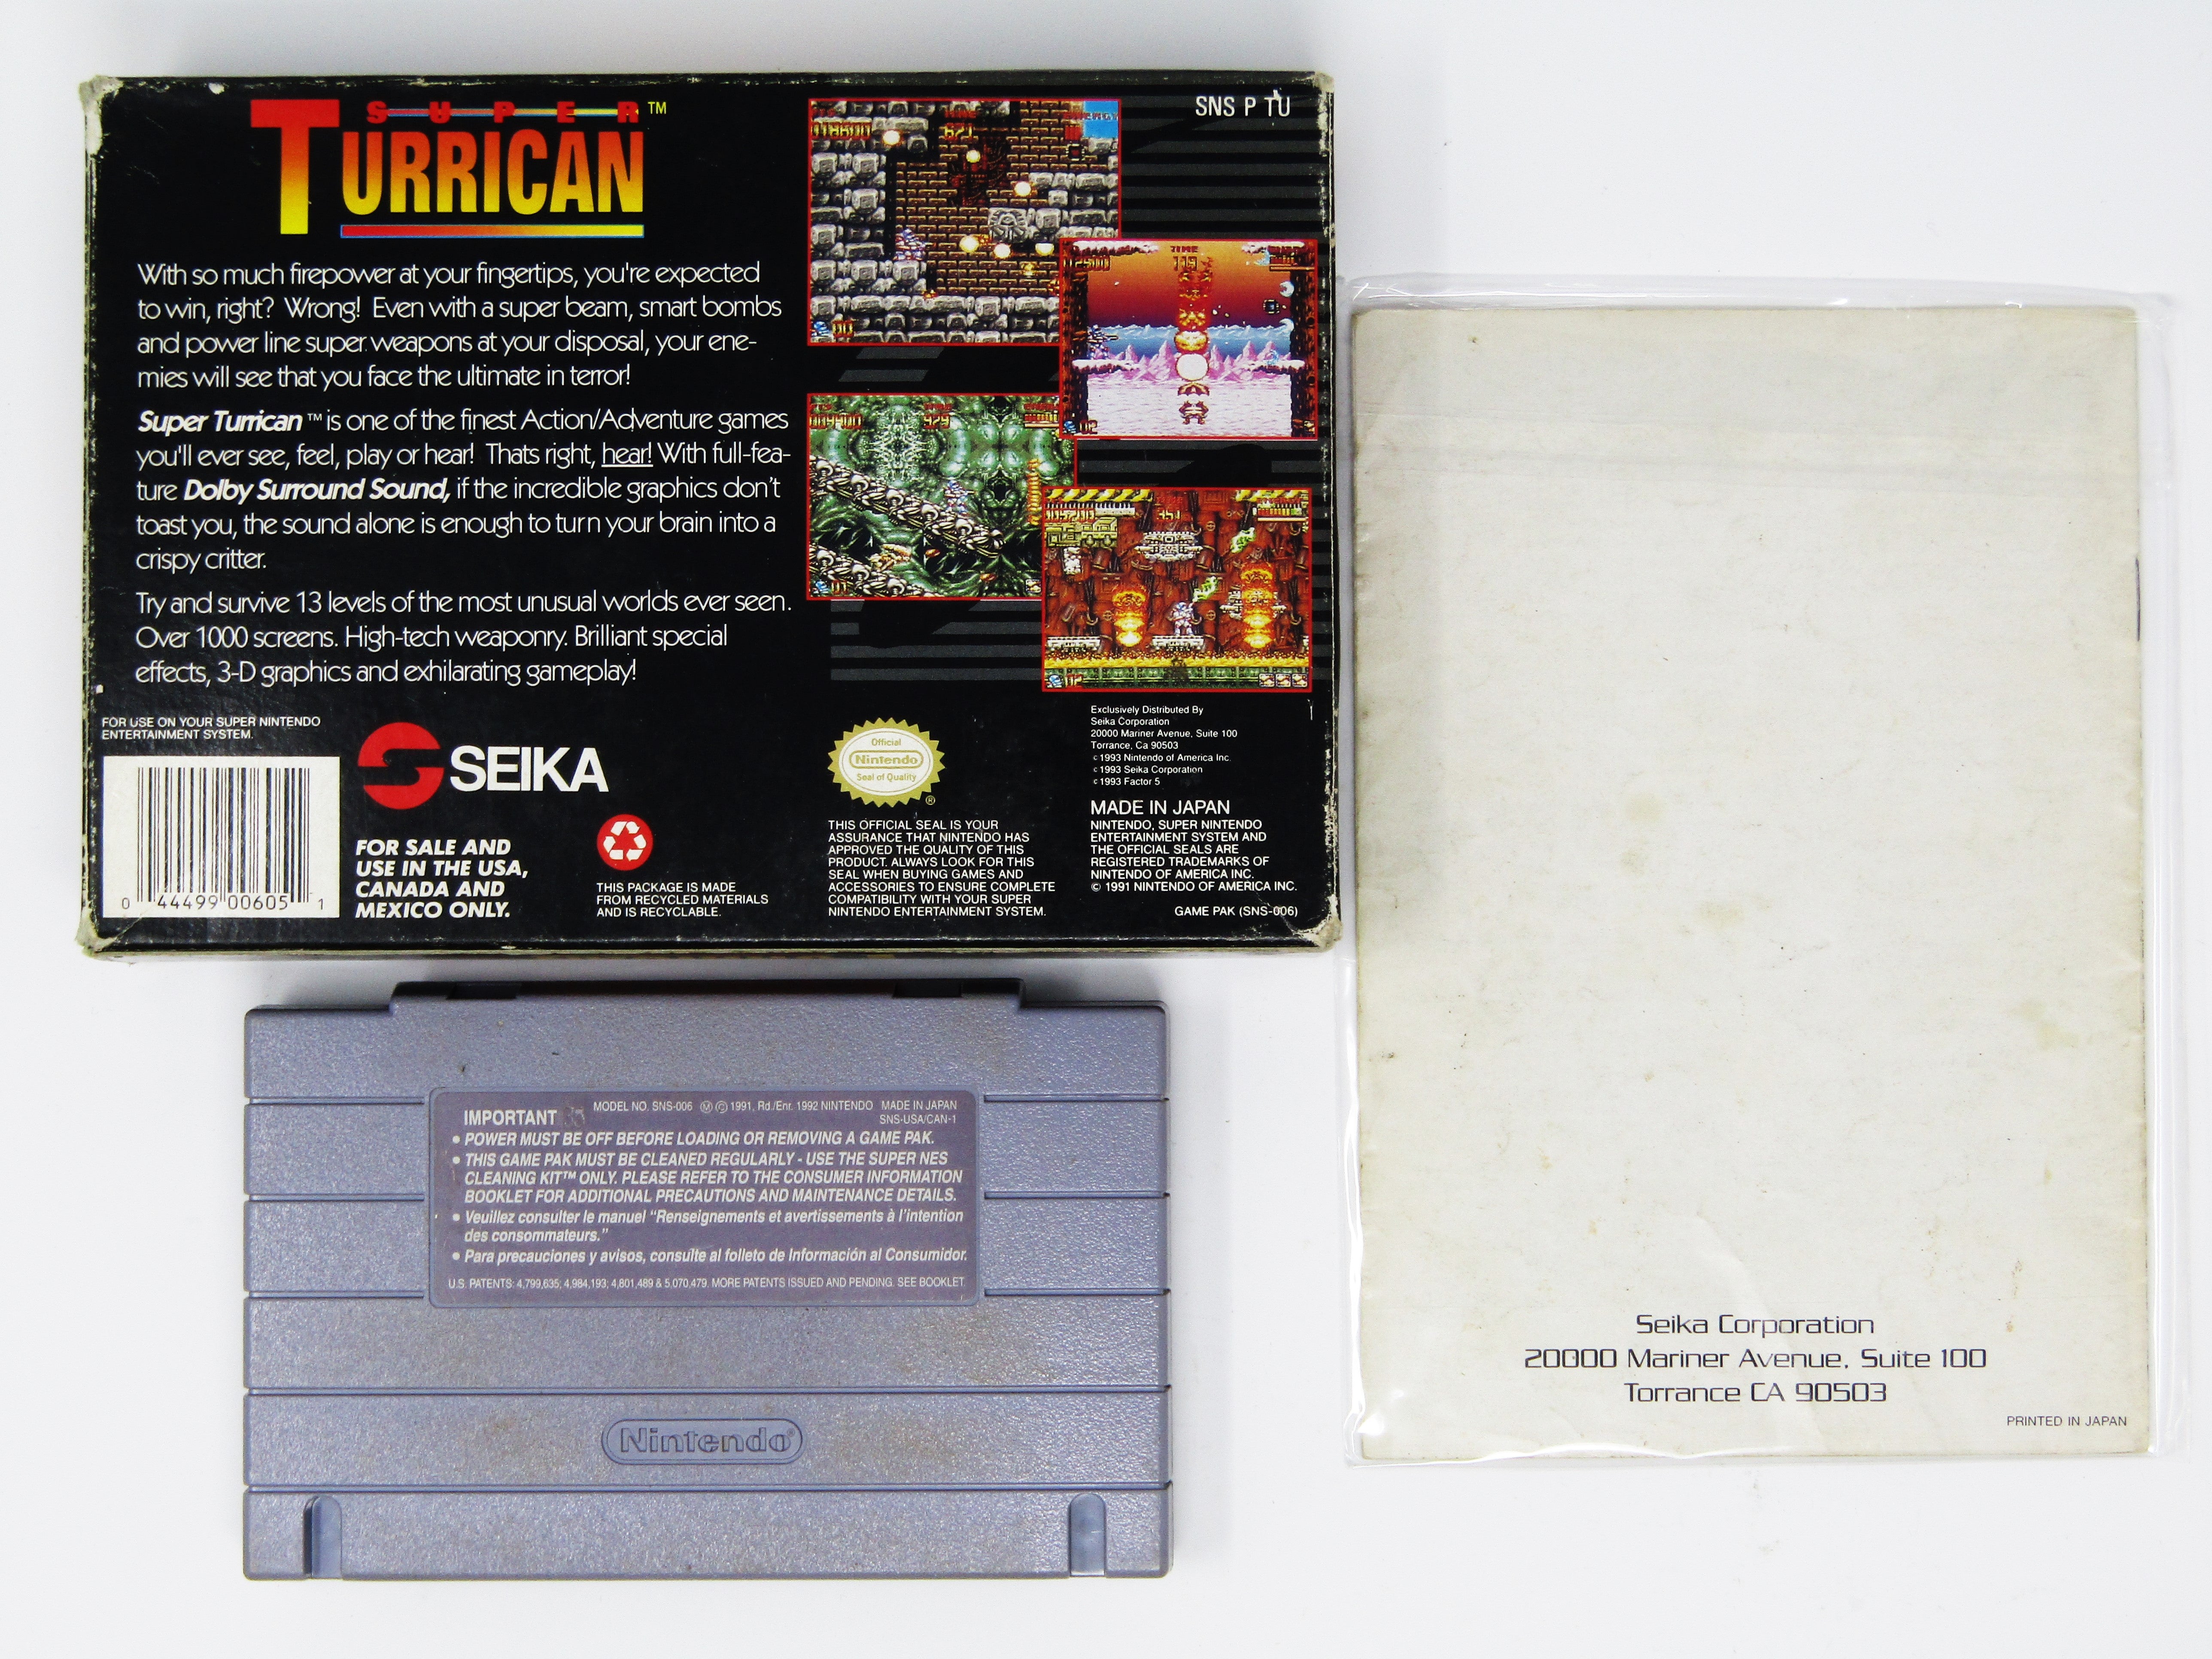 SUPER™
TURRICAN
SNS P TU
With so much firepower at your fingertips, you're expected
to win, right? Wrong! Even with a super beam, smart bombs
and power line super weapons at your disposal, your ene-
mies will see that you face the ultimate in terror!
Super Turrican™ is one of the finest Action/Adventure games
you'll ever see, feel, play or hear! Thats right, hear! With full-fea-
ture Dolby Surround Sound, if the incredible graphics don't
toast you, the sound alone is enough to turn your brain into a
crispy critter.
Try and survive 13 levels of the most unusual worlds ever seen.
Over 1000 screens. High-tech weaponry. Brilliant special
effects, 3-D graphics and exhilarating gameplay!
TIME
621
TIME
119
02
929
01
351
02
FOR USE ON YOUR SUPER NINTENDO
ENTERTAINMENT SYSTEM.
0 44499 00605 1
SEIKA
FOR SALE AND
USE IN THE USA,
CANADA AND
MEXICO ONLY.
THIS PACKAGE IS MADE
FROM RECYCLED MATERIALS
AND IS RECYCLABLE.
Official
Nintendo
Seal of Quality
®
THIS OFFICIAL SEAL IS YOUR
ASSURANCE THAT NINTENDO HAS
APPROVED THE QUALITY OF THIS
PRODUCT. ALWAYS LOOK FOR THIS
SEAL WHEN BUYING GAMES AND
ACCESSORIES TO ENSURE COMPLETE
COMPATIBILITY WITH YOUR SUPER
NINTENDO ENTERTAINMENT SYSTEM.
Exclusively Distributed By
Seika Corporation
20000 Mariner Avenue, Suite 100
Torrance, Ca 90503
© 1993 Nintendo of America Inc.
© 1993 Seika Corporation
© 1993 Factor 5
MADE IN JAPAN
NINTENDO, SUPER NINTENDO
ENTERTAINMENT SYSTEM AND
THE OFFICIAL SEALS ARE
REGISTERED TRADEMARKS OF
NINTENDO OF AMERICA INC.
© 1991 NINTENDO OF AMERICA INC.
GAME PAK (SNS-006)
IMPORTANT
MODEL NO. SNS-006 Ⓜ © 1991, Rd./Enr. 1992 NINTENDO MADE IN JAPAN
SNS-USA/CAN-1
• POWER MUST BE OFF BEFORE LOADING OR REMOVING A GAME PAK.
• THIS GAME PAK MUST BE CLEANED REGULARLY - USE THE SUPER NES
CLEANING KIT™ ONLY. PLEASE REFER TO THE CONSUMER INFORMATION
BOOKLET FOR ADDITIONAL PRECAUTIONS AND MAINTENANCE DETAILS.
• Veuillez consulter le manuel “Renseignements et avertissements à l'intention
des consommateurs.”
• Para precauciones y avisos, consulte al folleto de Información al Consumidor.
U.S. PATENTS: 4,799,635; 4,984,193; 4,801,489 & 5,070,479. MORE PATENTS ISSUED AND PENDING. SEE BOOKLET
Nintendo®
Seika Corporation
20000 Mariner Avenue, Suite 100
Torrance CA 90503
PRINTED IN JAPAN